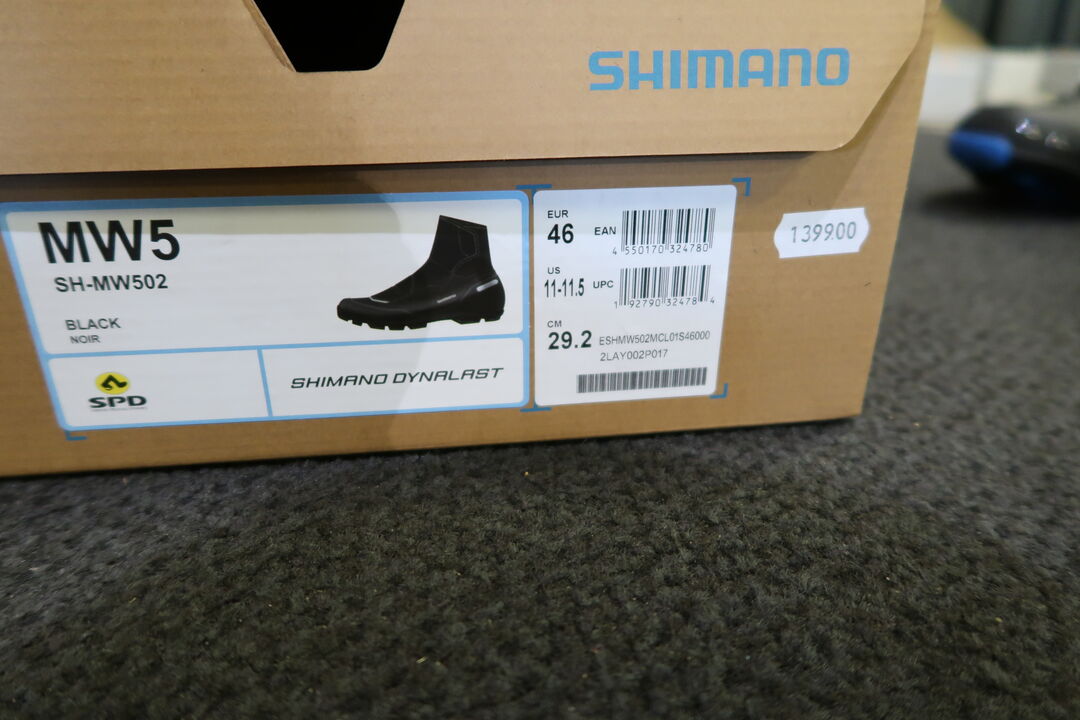 SHIMANO
MW5
SH-MW502
BLACK
NOIR
SPD
SHIMANO DYNALAST
EUR
46
EAN
4 550170 324780
US
11-11.5
UPC
1 92790 32478 4
CM
29.2
ESHMW502MCL01S46000
2LAY002P017
1399.00